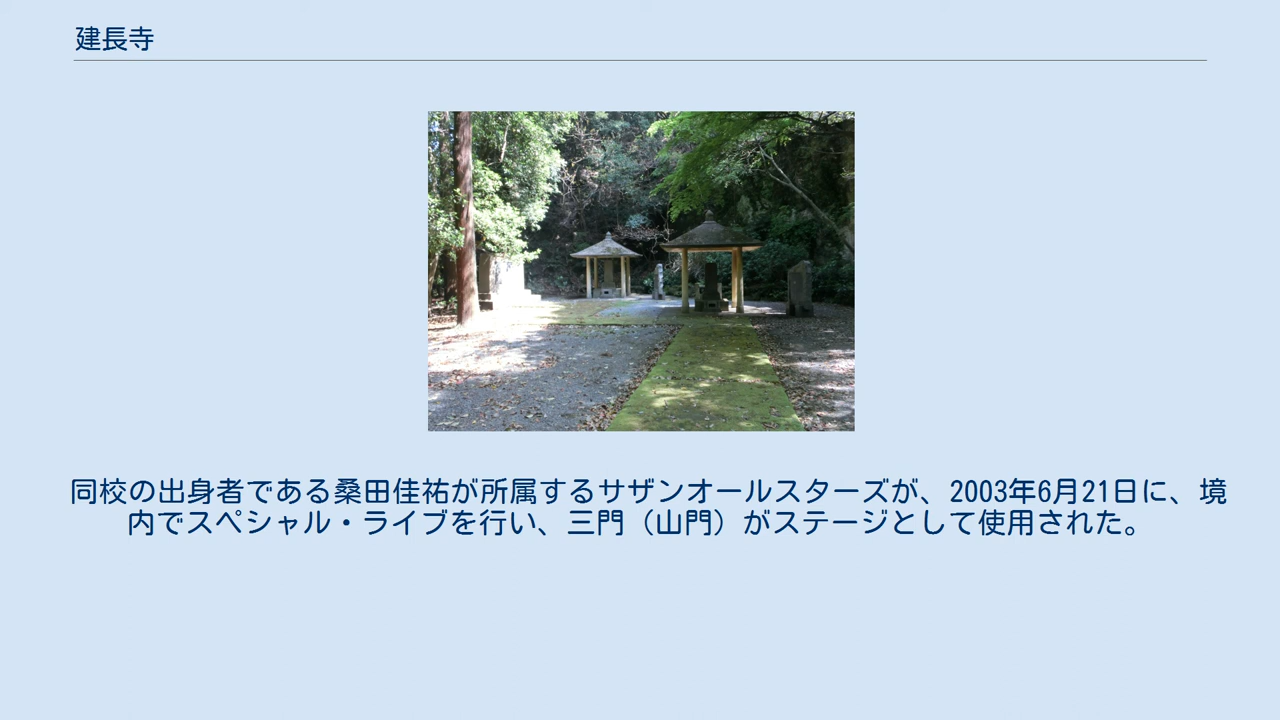 建長寺
同校の出身者である桑田佳祐が所属するサザンオールスターズが、2003年6月21日に、境
内でスペシャル・ライブを行い、三門（山門）がステージとして使用された。